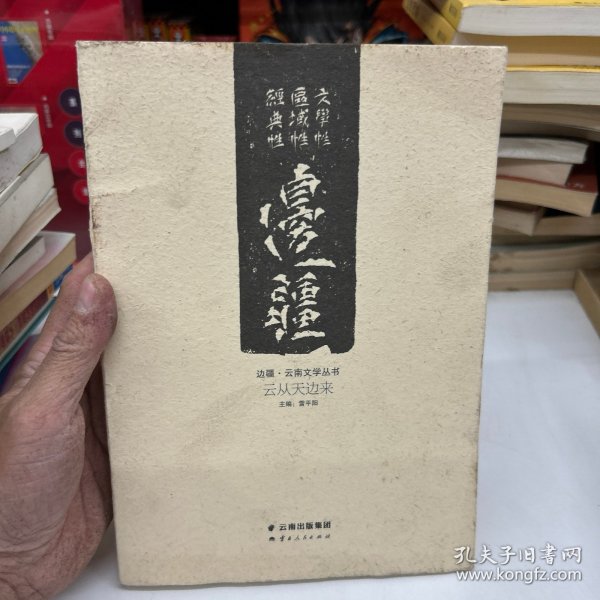 文學性
區域性
經典性
邊疆
边疆·云南文学丛书
云从天边来
主编：雷平阳
云南出版集团
云南人民出版社
孔夫子旧书网
www.kongfz.com